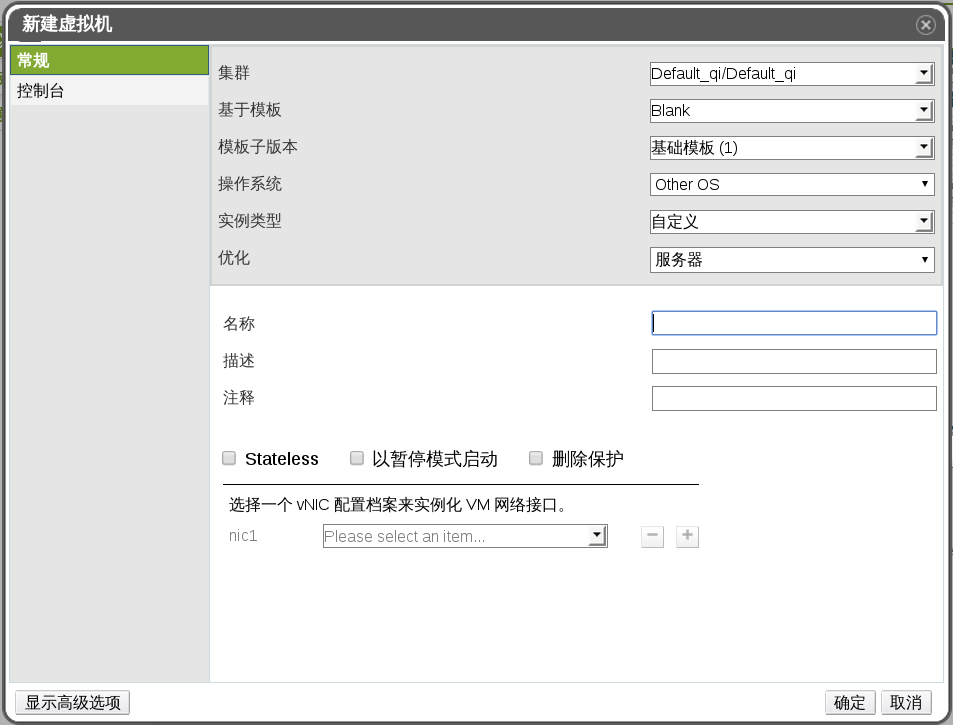 新建虚拟机
常规
控制台
集群 Default_qi/Default_qi
基于模板 Blank
模板子版本 基础模板 (1)
操作系统 Other OS
实例类型 自定义
优化 服务器
名称
描述
注释
Stateless 以暂停模式启动 删除保护
选择一个 vNIC 配置档案来实例化 VM 网络接口。
nic1 Please select an item...
显示高级选项 确定 取消